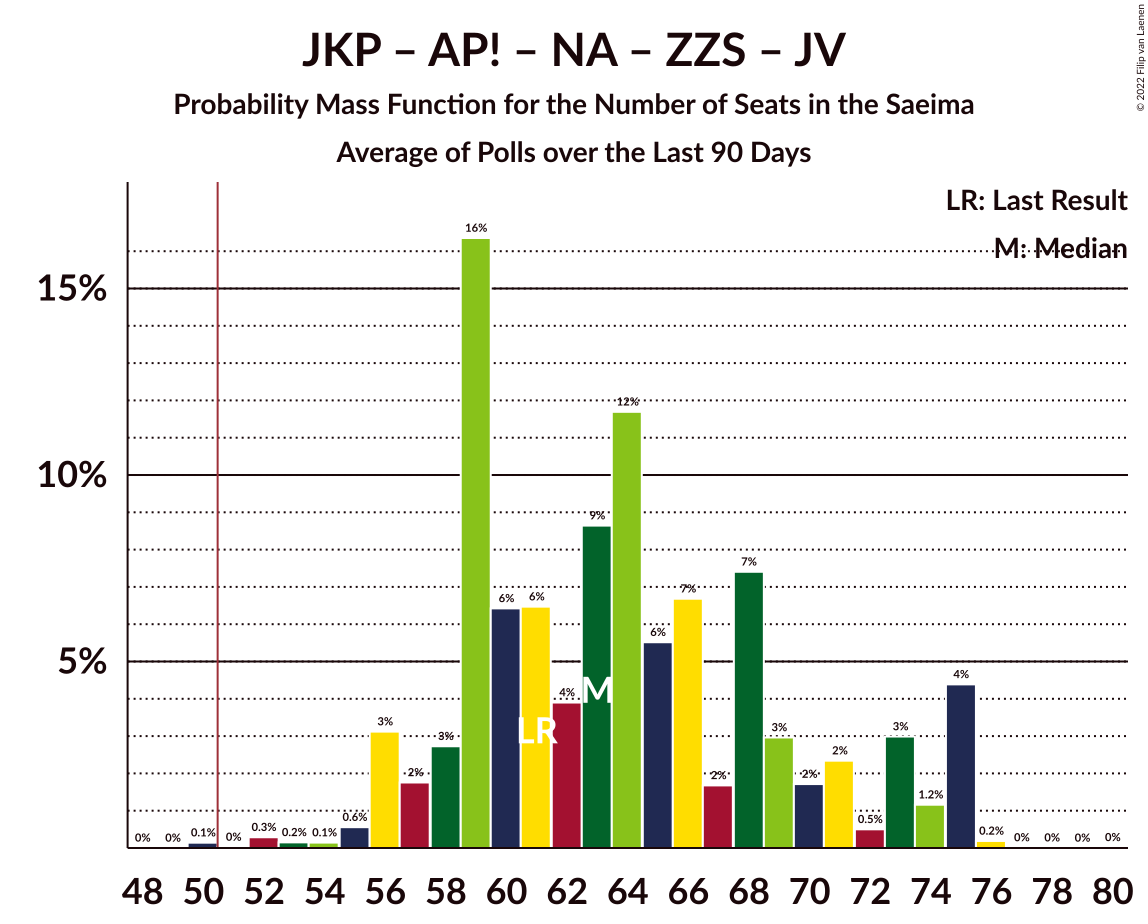 JKP – AP! – NA – ZZS – JV
Probability Mass Function for the Number of Seats in the Saeima
Average of Polls over the Last 90 Days
© 2022 Filip van Laenen
LR: Last Result
M: Median
15%
10%
5%
0% 0% 0.1% 0% 0.3% 0.2% 0.1% 0.6% 3% 2% 3% 16% 6% 6% 4% 9% 12% 6% 7% 2% 7% 3% 2% 2% 0.5% 3% 1.2% 4% 0.2% 0% 0% 0% 0%
M
LR
48 50 52 54 56 58 60 62 64 66 68 70 72 74 76 78 80